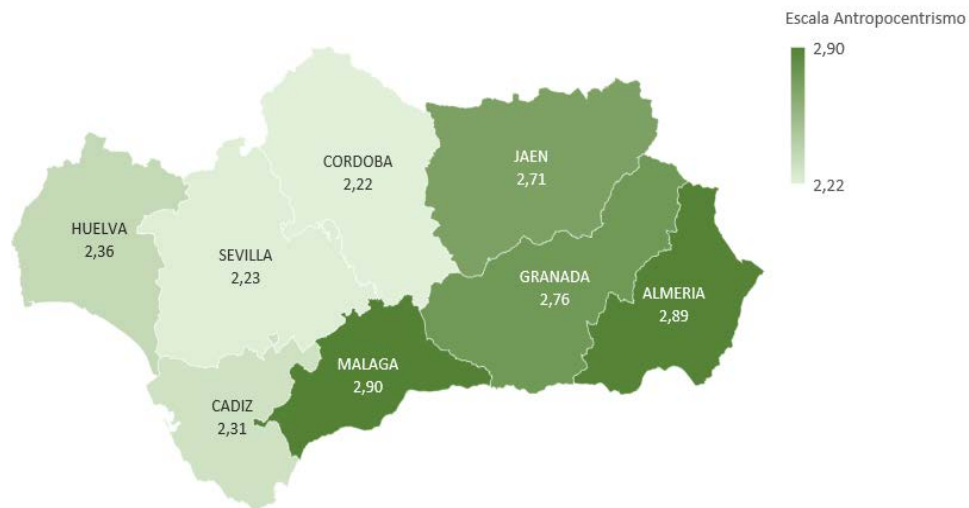 Escala Antropocentrismo
2,90
2,22
CORDOBA
2,22
JAEN
2,71
HUELVA
2,36
SEVILLA
2,23
GRANADA
2,76
ALMERIA
2,89
MALAGA
2,90
CADIZ
2,31